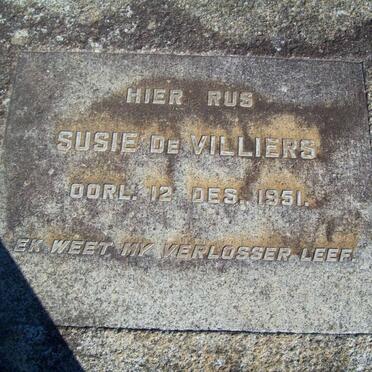 HIER RUS
SUSIE DE VILLIERS
OORL. 12 DES. 1951.
EK WEET MY VERLOSSER LEEF.